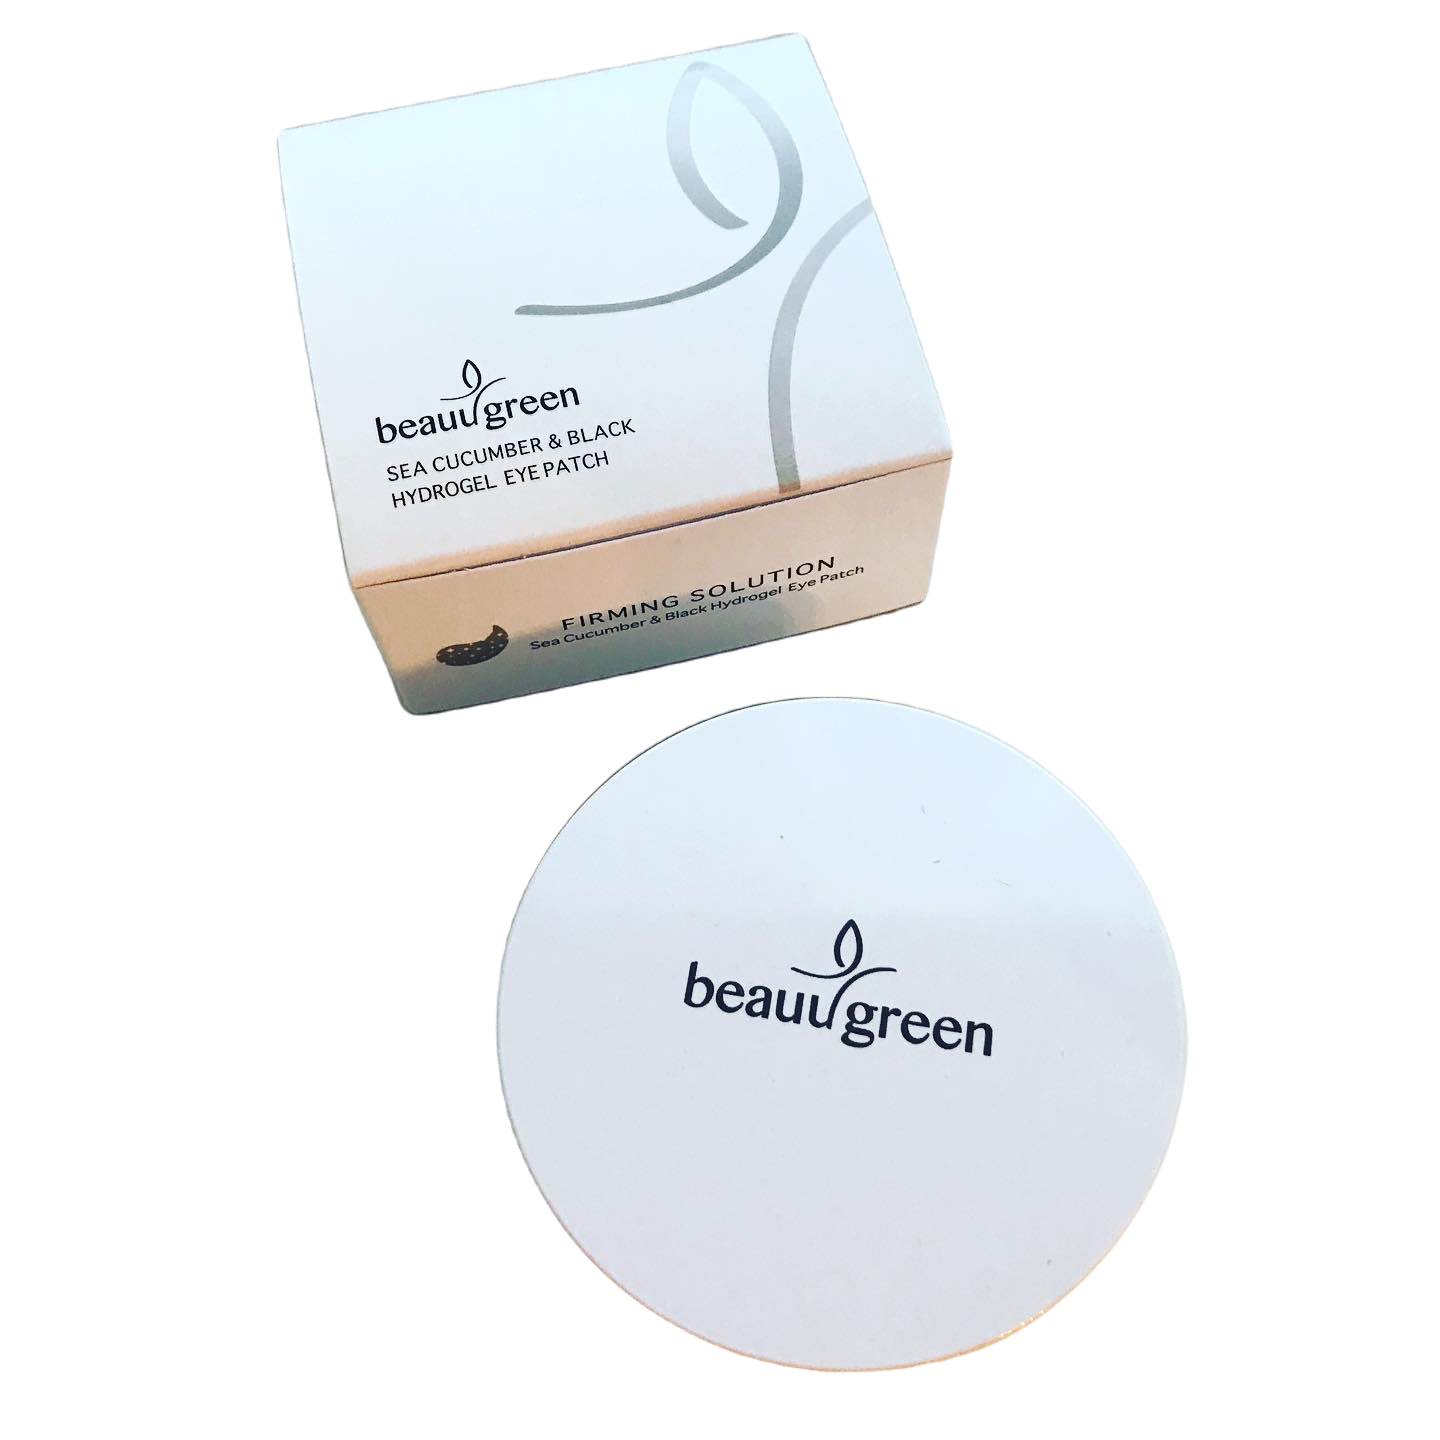 beauugreen
SEA CUCUMBER & BLACK
HYDROGEL EYE PATCH
FIRMING SOLUTION
Sea Cucumber & Black Hydrogel Eye Patch
beauugreen